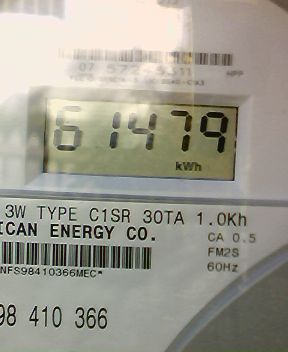 61479
kWh
3W TYPE C1SR 30TA 1.0Kh
ICAN ENERGY CO.
CA 0.5
FM2S
NFS98410366MEC*
60Hz
98 410 366